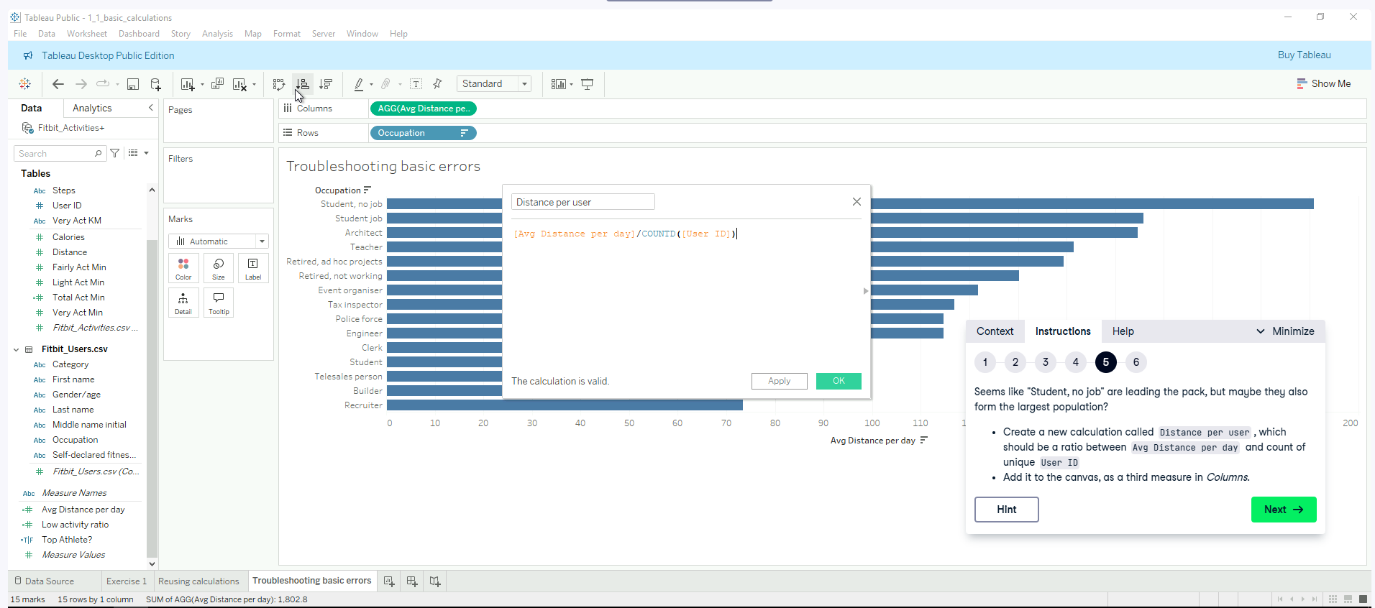 Tableau Public - 1_1_basic_calculations
File Data Worksheet Dashboard Story Analysis Map Format Server Window Help
Tableau Desktop Public Edition
Buy Tableau
Standard
Show Me
Data Analytics
Fitbit_Activities+
Search
Tables
Abc Steps
# User ID
Abc Very Act KM
# Calories
# Distance
# Fairly Act Min
# Light Act Min
# Total Act Min
# Very Act Min
# Fitbit_Activities.csv ...
Fitbit_Users.csv
Abc Category
Abc First name
Abc Gender/age
Abc Last name
Abc Middle name initial
Abc Occupation
Abc Self-declared fitnes...
# Fitbit_Users.csv (Co...
Abc Measure Names
# Avg Distance per day
# Low activity ratio
T|F Top Athlete?
# Measure Values
Pages
Filters
Marks
Automatic
Color Size Label
Detail Tooltip
Columns AGG(Avg Distance pe..
Rows Occupation
Troubleshooting basic errors
Occupation
Student, no job
Student job
Architect
Teacher
Retired, ad hoc projects
Retired, not working
Event organiser
Tax inspector
Police force
Engineer
Clerk
Student
Telesales person
Builder
Recruiter
0 10 20 30 40 50 60 70 80 90 100 110 200
Avg Distance per day
Distance per user
[Avg Distance per day]/COUNTD([User ID])
The calculation is valid.
Apply OK
Context Instructions Help Minimize
1 2 3 4 5 6
Seems like "Student, no job" are leading the pack, but maybe they also
form the largest population?
• Create a new calculation called Distance per user , which
should be a ratio between Avg Distance per day and count of
unique User ID
• Add it to the canvas, as a third measure in Columns.
Hint
Next →
Data Source Exercise 1 Reusing calculations Troubleshooting basic errors
15 marks 15 rows by 1 column SUM of AGG(Avg Distance per day): 1,802.8